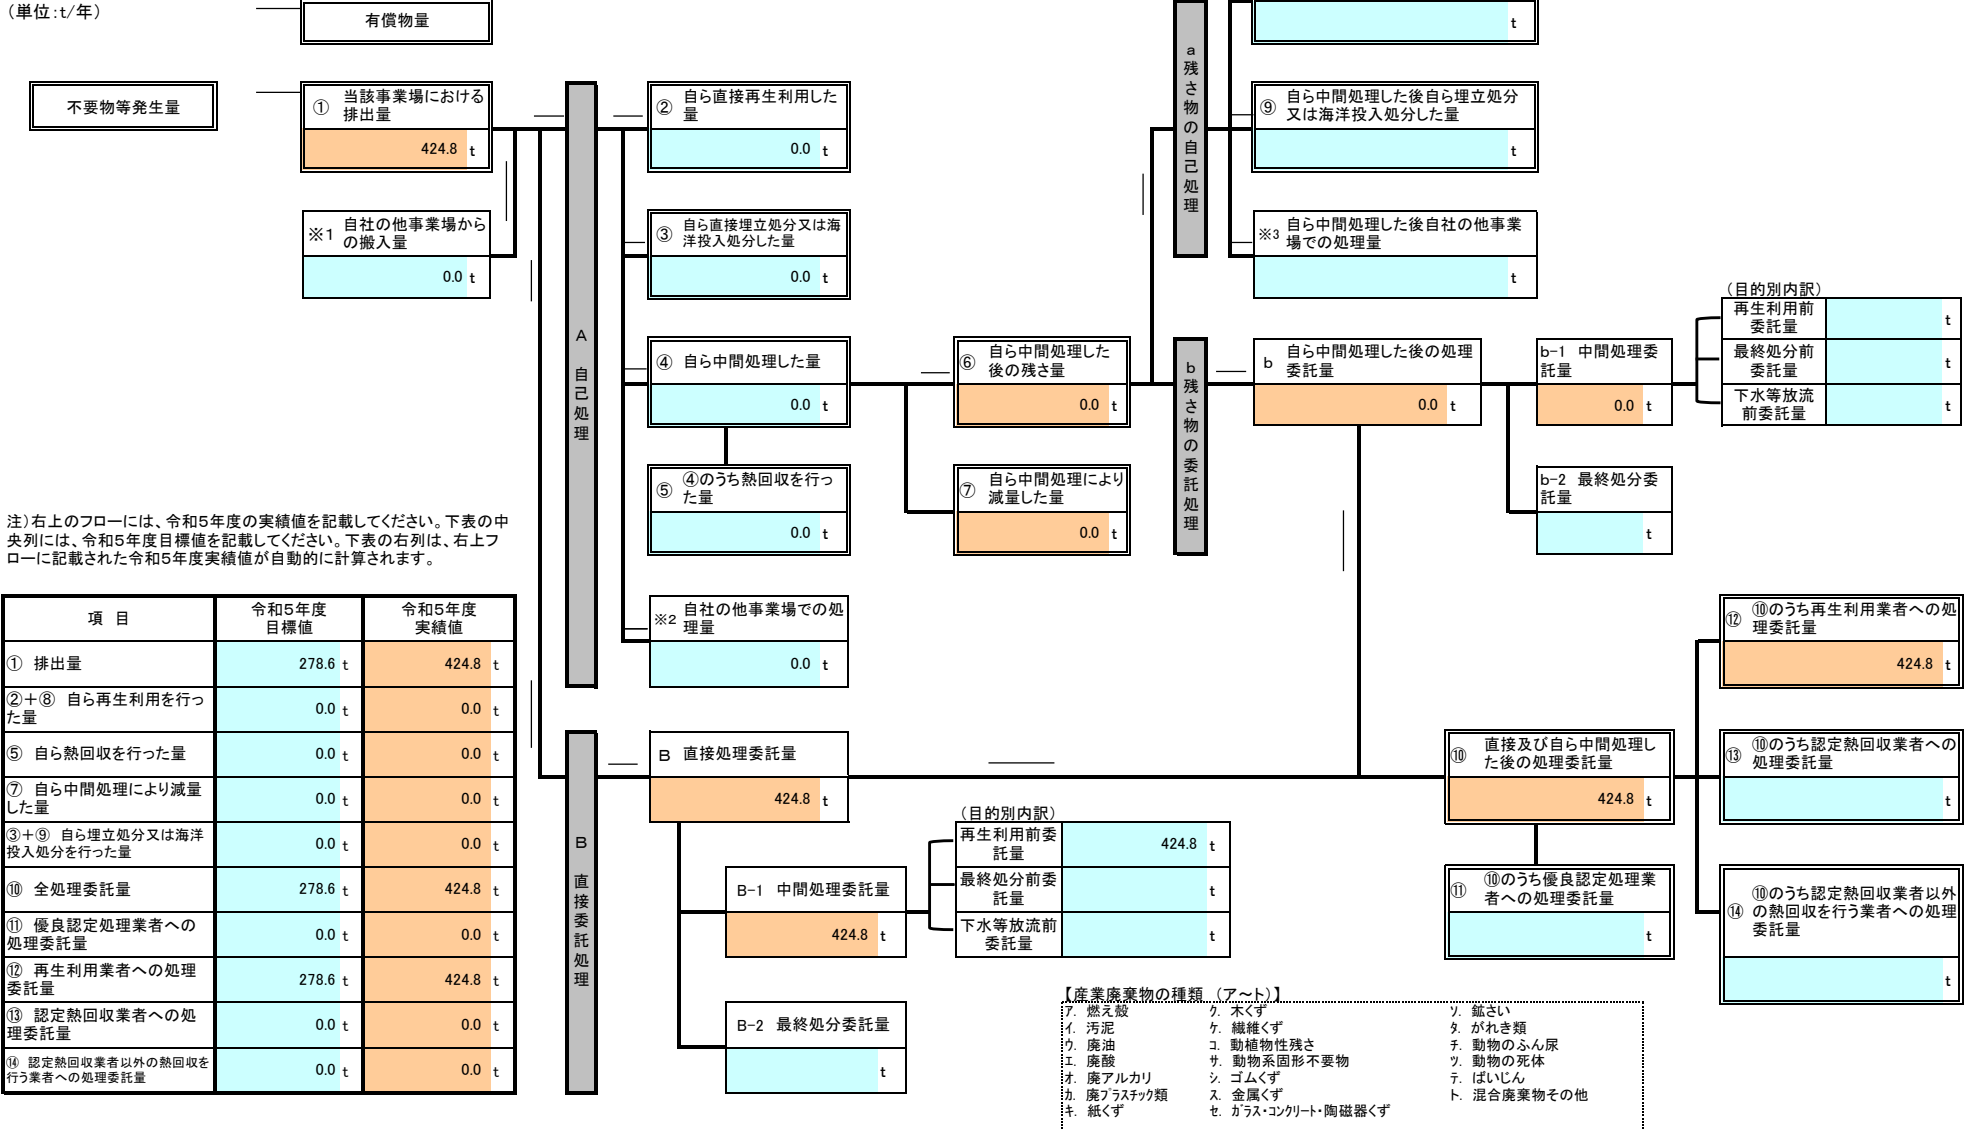 （単位：t/年）
有償物量
不要物等発生量
① 当該事業場における
排出量
424.8 t
※1 自社の他事業場から
の搬入量
0.0 t
A 自己処理
② 自ら直接再生利用した
量
0.0 t
③ 自ら直接埋立処分又は海
洋投入処分した量
0.0 t
④ 自ら中間処理した量
0.0 t
⑤ ④のうち熱回収を行っ
た量
0.0 t
※2 自社の他事業場での処
理量
0.0 t
⑥ 自ら中間処理した
後の残さ量
0.0 t
⑦ 自ら中間処理により
減量した量
0.0 t
a 残さ物の自己処理
t
⑨ 自ら中間処理した後自ら埋立処分
又は海洋投入処分した量
t
※3 自ら中間処理した後自社の他事業
場での処理量
t
b 残さ物の委託処理
b 自ら中間処理した後の処理
委託量
0.0 t
b-1 中間処理委
託量
0.0 t
b-2 最終処分委
託量
t
（目的別内訳）
再生利用前
委託量
t
最終処分前
委託量
t
下水等放流
前委託量
t
注）右上のフローには、令和5年度の実績値を記載してください。下表の中
央列には、令和5年度目標値を記載してください。下表の右列は、右上フ
ローに記載された令和5年度実績値が自動的に計算されます。
項 目 令和5年度
目標値 令和5年度
実績値
① 排出量 278.6 t 424.8 t
②＋⑧ 自ら再生利用を行っ
た量 0.0 t 0.0 t
⑤ 自ら熱回収を行った量 0.0 t 0.0 t
⑦ 自ら中間処理により減量
した量 0.0 t 0.0 t
③＋⑨ 自ら埋立処分又は海洋
投入処分を行った量 0.0 t 0.0 t
⑩ 全処理委託量 278.6 t 424.8 t
⑪ 優良認定処理業者への
処理委託量 0.0 t 0.0 t
⑫ 再生利用業者への処理
委託量 278.6 t 424.8 t
⑬ 認定熱回収業者への処
理委託量 0.0 t 0.0 t
⑭ 認定熱回収業者以外の熱回収を
行う業者への処理委託量 0.0 t 0.0 t
B 直接委託処理
B 直接処理委託量
424.8 t
B-1 中間処理委託量
424.8 t
B-2 最終処分委託量
t
（目的別内訳）
再生利用前委
託量
424.8 t
最終処分前委
託量
t
下水等放流前
委託量
t
⑩ 直接及び自ら中間処理し
た後の処理委託量
424.8 t
⑪ ⑩のうち優良認定処理業
者への処理委託量
t
⑫ ⑩のうち再生利用業者への処
理委託量
424.8 t
⑬ ⑩のうち認定熱回収業者への
処理委託量
t
⑭ ⑩のうち認定熱回収業者以外
の熱回収を行う業者への処理
委託量
t
【産業廃棄物の種類 （ア～ト）】
ア. 燃え殻 ク. 木くず ソ. 鉱さい
イ. 汚泥 ケ. 繊維くず タ. がれき類
ウ. 廃油 コ. 動植物性残さ チ. 動物のふん尿
エ. 廃酸 サ. 動物系固形不要物 ツ. 動物の死体
オ. 廃アルカリ シ. ゴムくず テ. ばいじん
カ. 廃プラスチック類 ス. 金属くず ト. 混合廃棄物その他
キ. 紙くず セ. ガラス・コンクリート・陶磁器くず